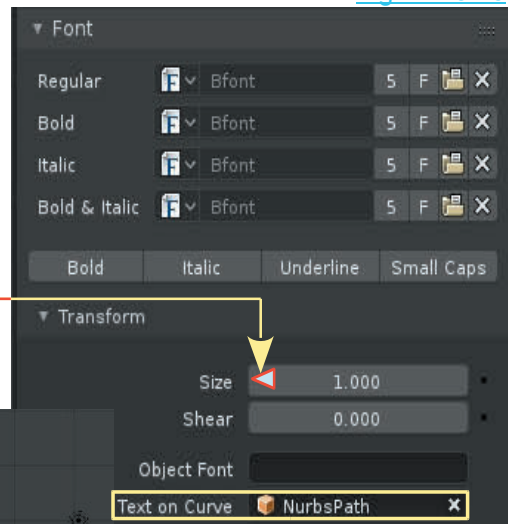 Font
Regular Bfont 5 F
Bold Bfont 5 F
Italic Bfont 5 F
Bold & Italic Bfont 5 F
Bold Italic Underline Small Caps
Transform
Size 1.000
Shear 0.000
Object Font
Text on Curve NurbsPath